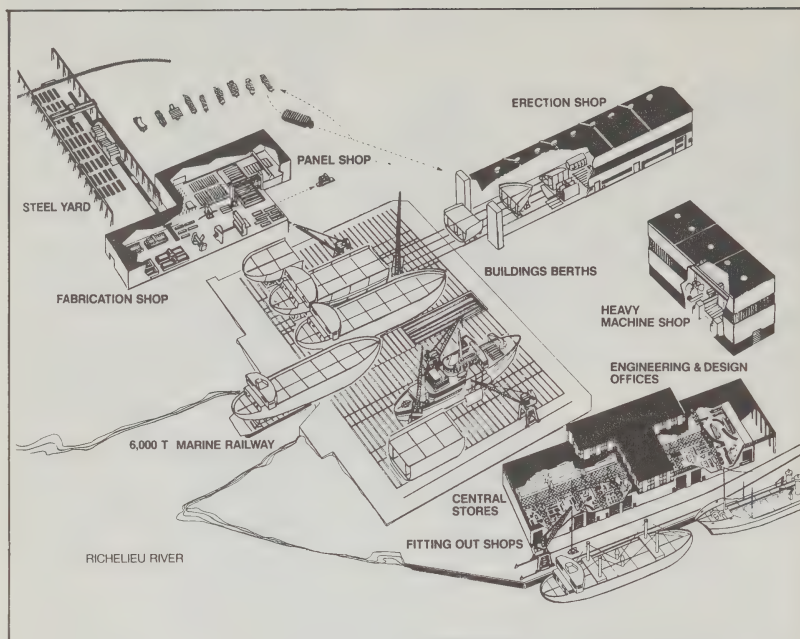 ERECTION SHOP
PANEL SHOP
STEEL YARD
BUILDINGS BERTHS
FABRICATION SHOP
HEAVY
MACHINE SHOP
ENGINEERING & DESIGN
OFFICES
6,000 T MARINE RAILWAY
CENTRAL
STORES
FITTING OUT SHOPS
RICHELIEU RIVER